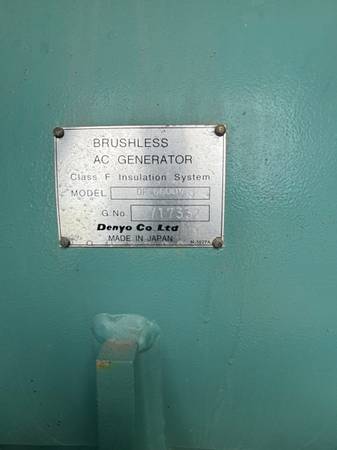 BRUSHLESS
AC GENERATOR
Class F Insulation System
MODEL
G.No
Denyo Co. Ltd
MADE IN JAPAN